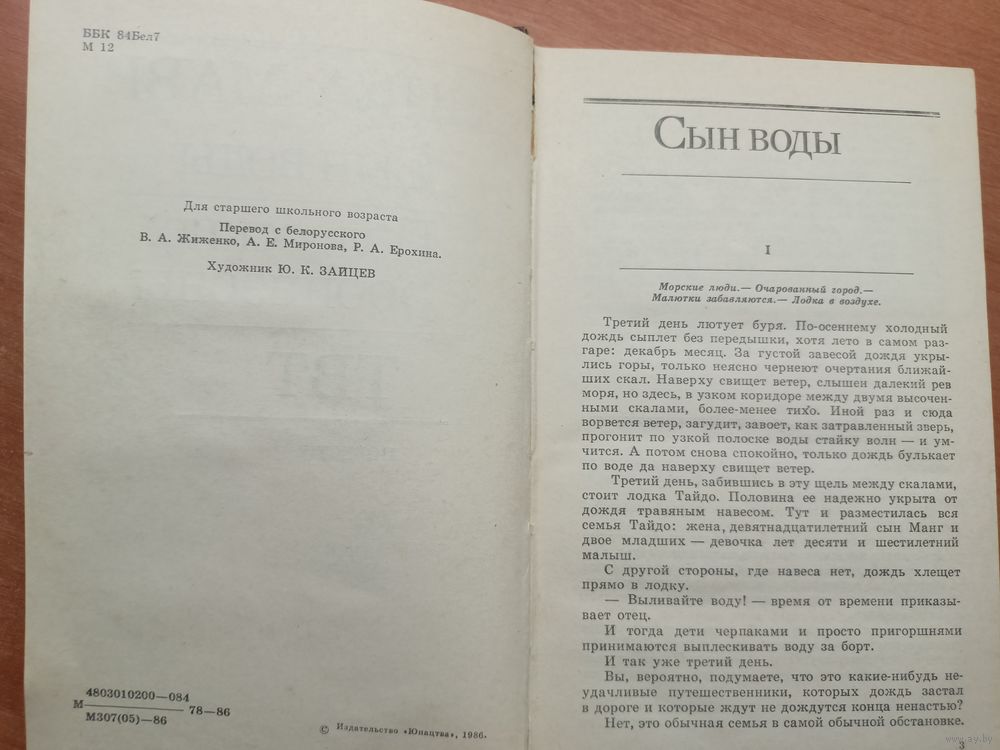 ББК 84Бел7
М 12
Для старшего школьного возраста
Перевод с белорусского
В. А. Жиженко, А. Е. Миронова, Р. А. Ерохина.
Художник Ю. К. ЗАЙЦЕВ
4803010200—084
М————— 78—86
М307(05)—86
© Издательство «Юнацтва», 1986.
СЫН ВОДЫ
I
Морские люди.— Очарованный город.—
Малютки забавляются.— Лодка в воздухе.
Третий день лютует буря. По-осеннему холодный
дождь сыплет без передышки, хотя лето в самом раз-
гаре: декабрь месяц. За густой завесой дождя укры-
лись горы, только неясно чернеют очертания ближай-
ших скал. Наверху свищет ветер, слышен далекий рев
моря, но здесь, в узком коридоре между двумя высочен-
ными скалами, более-менее тихо. Иной раз и сюда
ворвется ветер, загудит, завоет, как затравленный зверь,
прогонит по узкой полоске воды стайку волн — и ум-
чится. А потом снова спокойно, только дождь булькает
по воде да наверху свищет ветер.
Третий день, забившись в эту щель между скалами,
стоит лодка Тайдо. Половина ее надежно укрыта от
дождя травяным навесом. Тут и разместилась вся
семья Тайдо: жена, девятнадцатилетний сын Манг и
двое младших — девочка лет десяти и шестилетний
малыш.
С другой стороны, где навеса нет, дождь хлещет
прямо в лодку.
— Выливайте воду! — время от времени приказы-
вает отец.
И тогда дети черпаками и просто пригоршнями
принимаются выплескивать воду за борт.
И так уже третий день.
Вы, вероятно, подумаете, что это какие-нибудь не-
удачливые путешественники, которых дождь застал
в дороге и которые ждут не дождутся конца ненастью?
Нет, это обычная семья в самой обычной обстановке.
3
www.ay.by